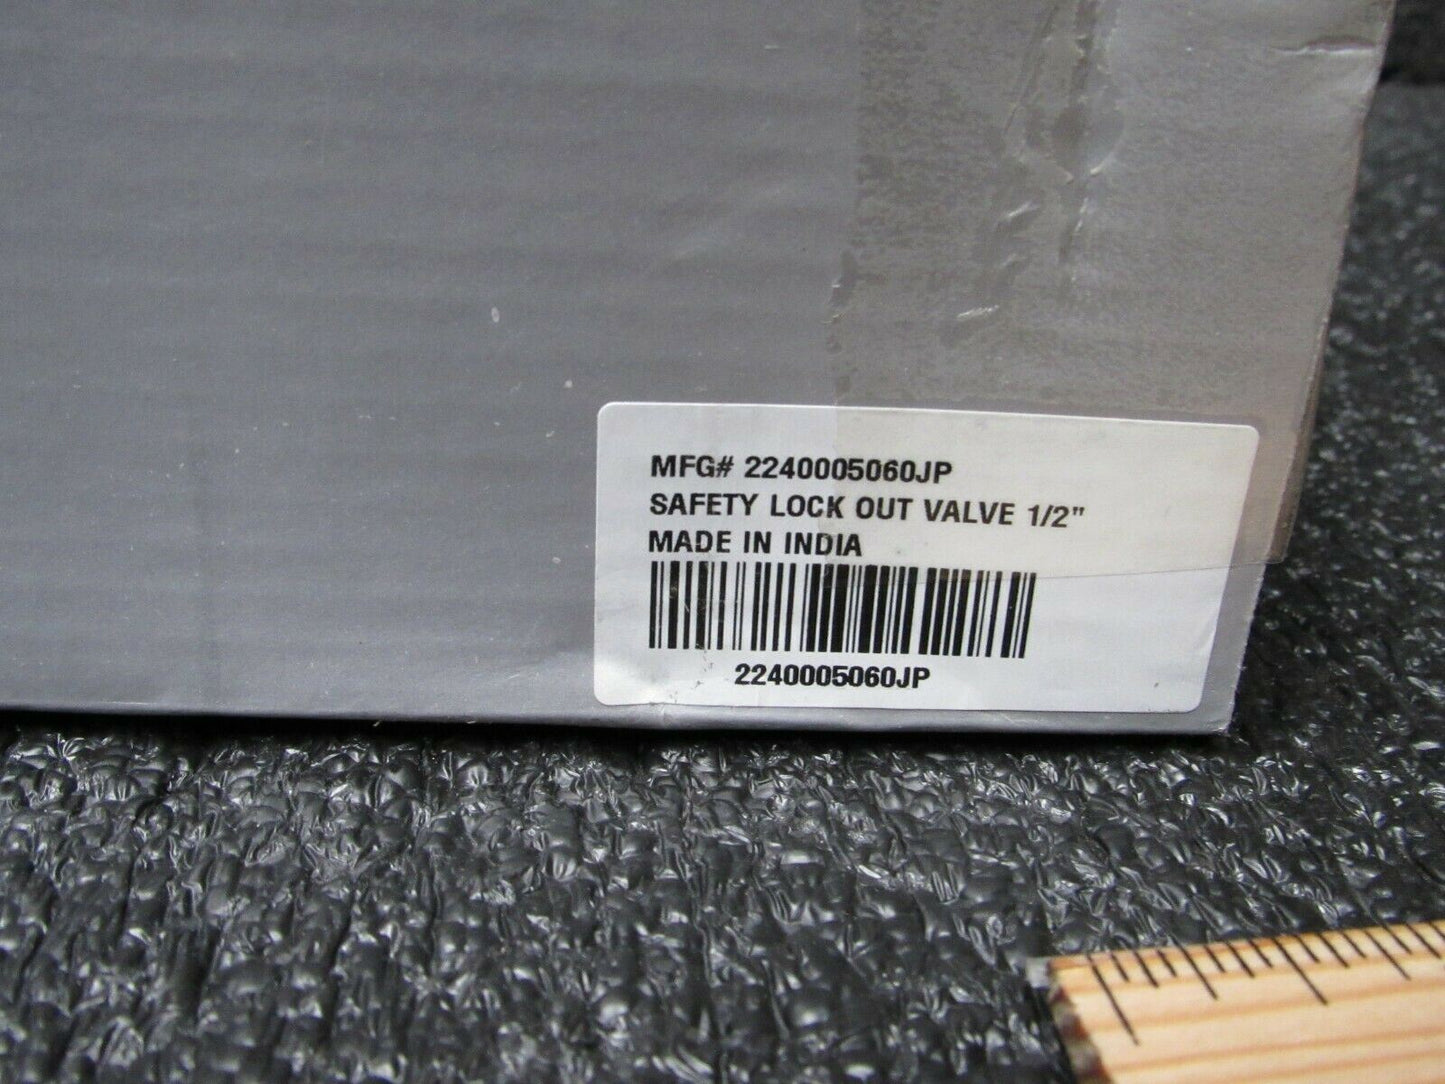 MFG# 2240005060JP
SAFETY LOCK OUT VALVE 1/2"
MADE IN INDIA
2240005060JP